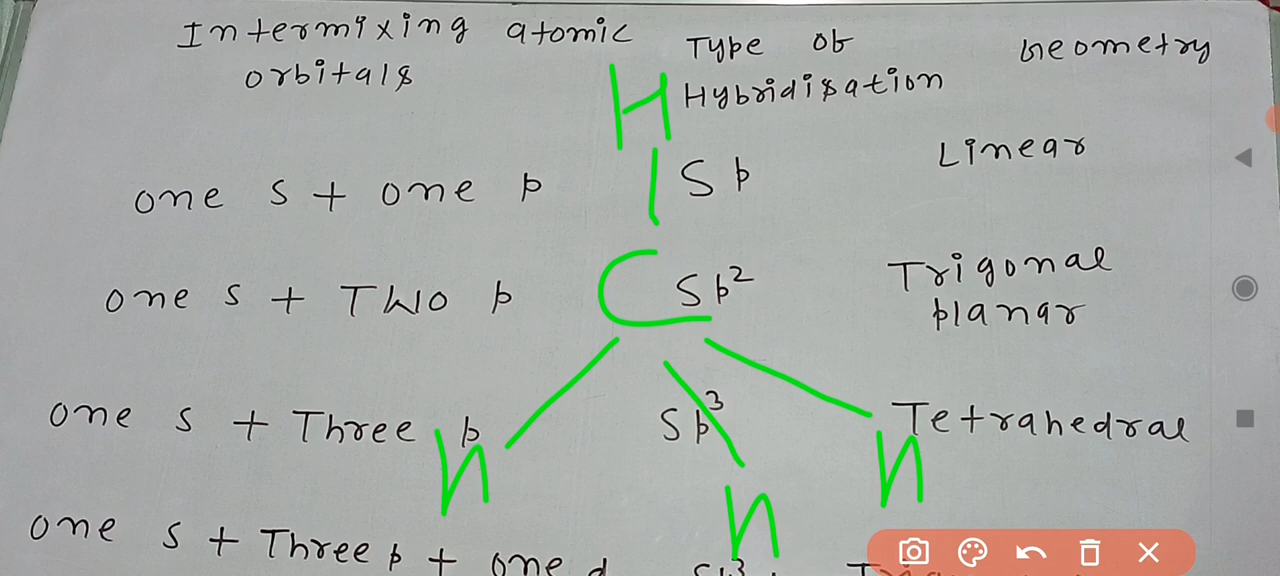 Intermixing atomic orbitals
Type of Hybridisation
Geometry
H
one s + one p
sp
Linear
one s + Two p
C
sp²
Trigonal planar
one s + Three p
sp³
Tetrahedral
H
H
H
one s + Three p + one d